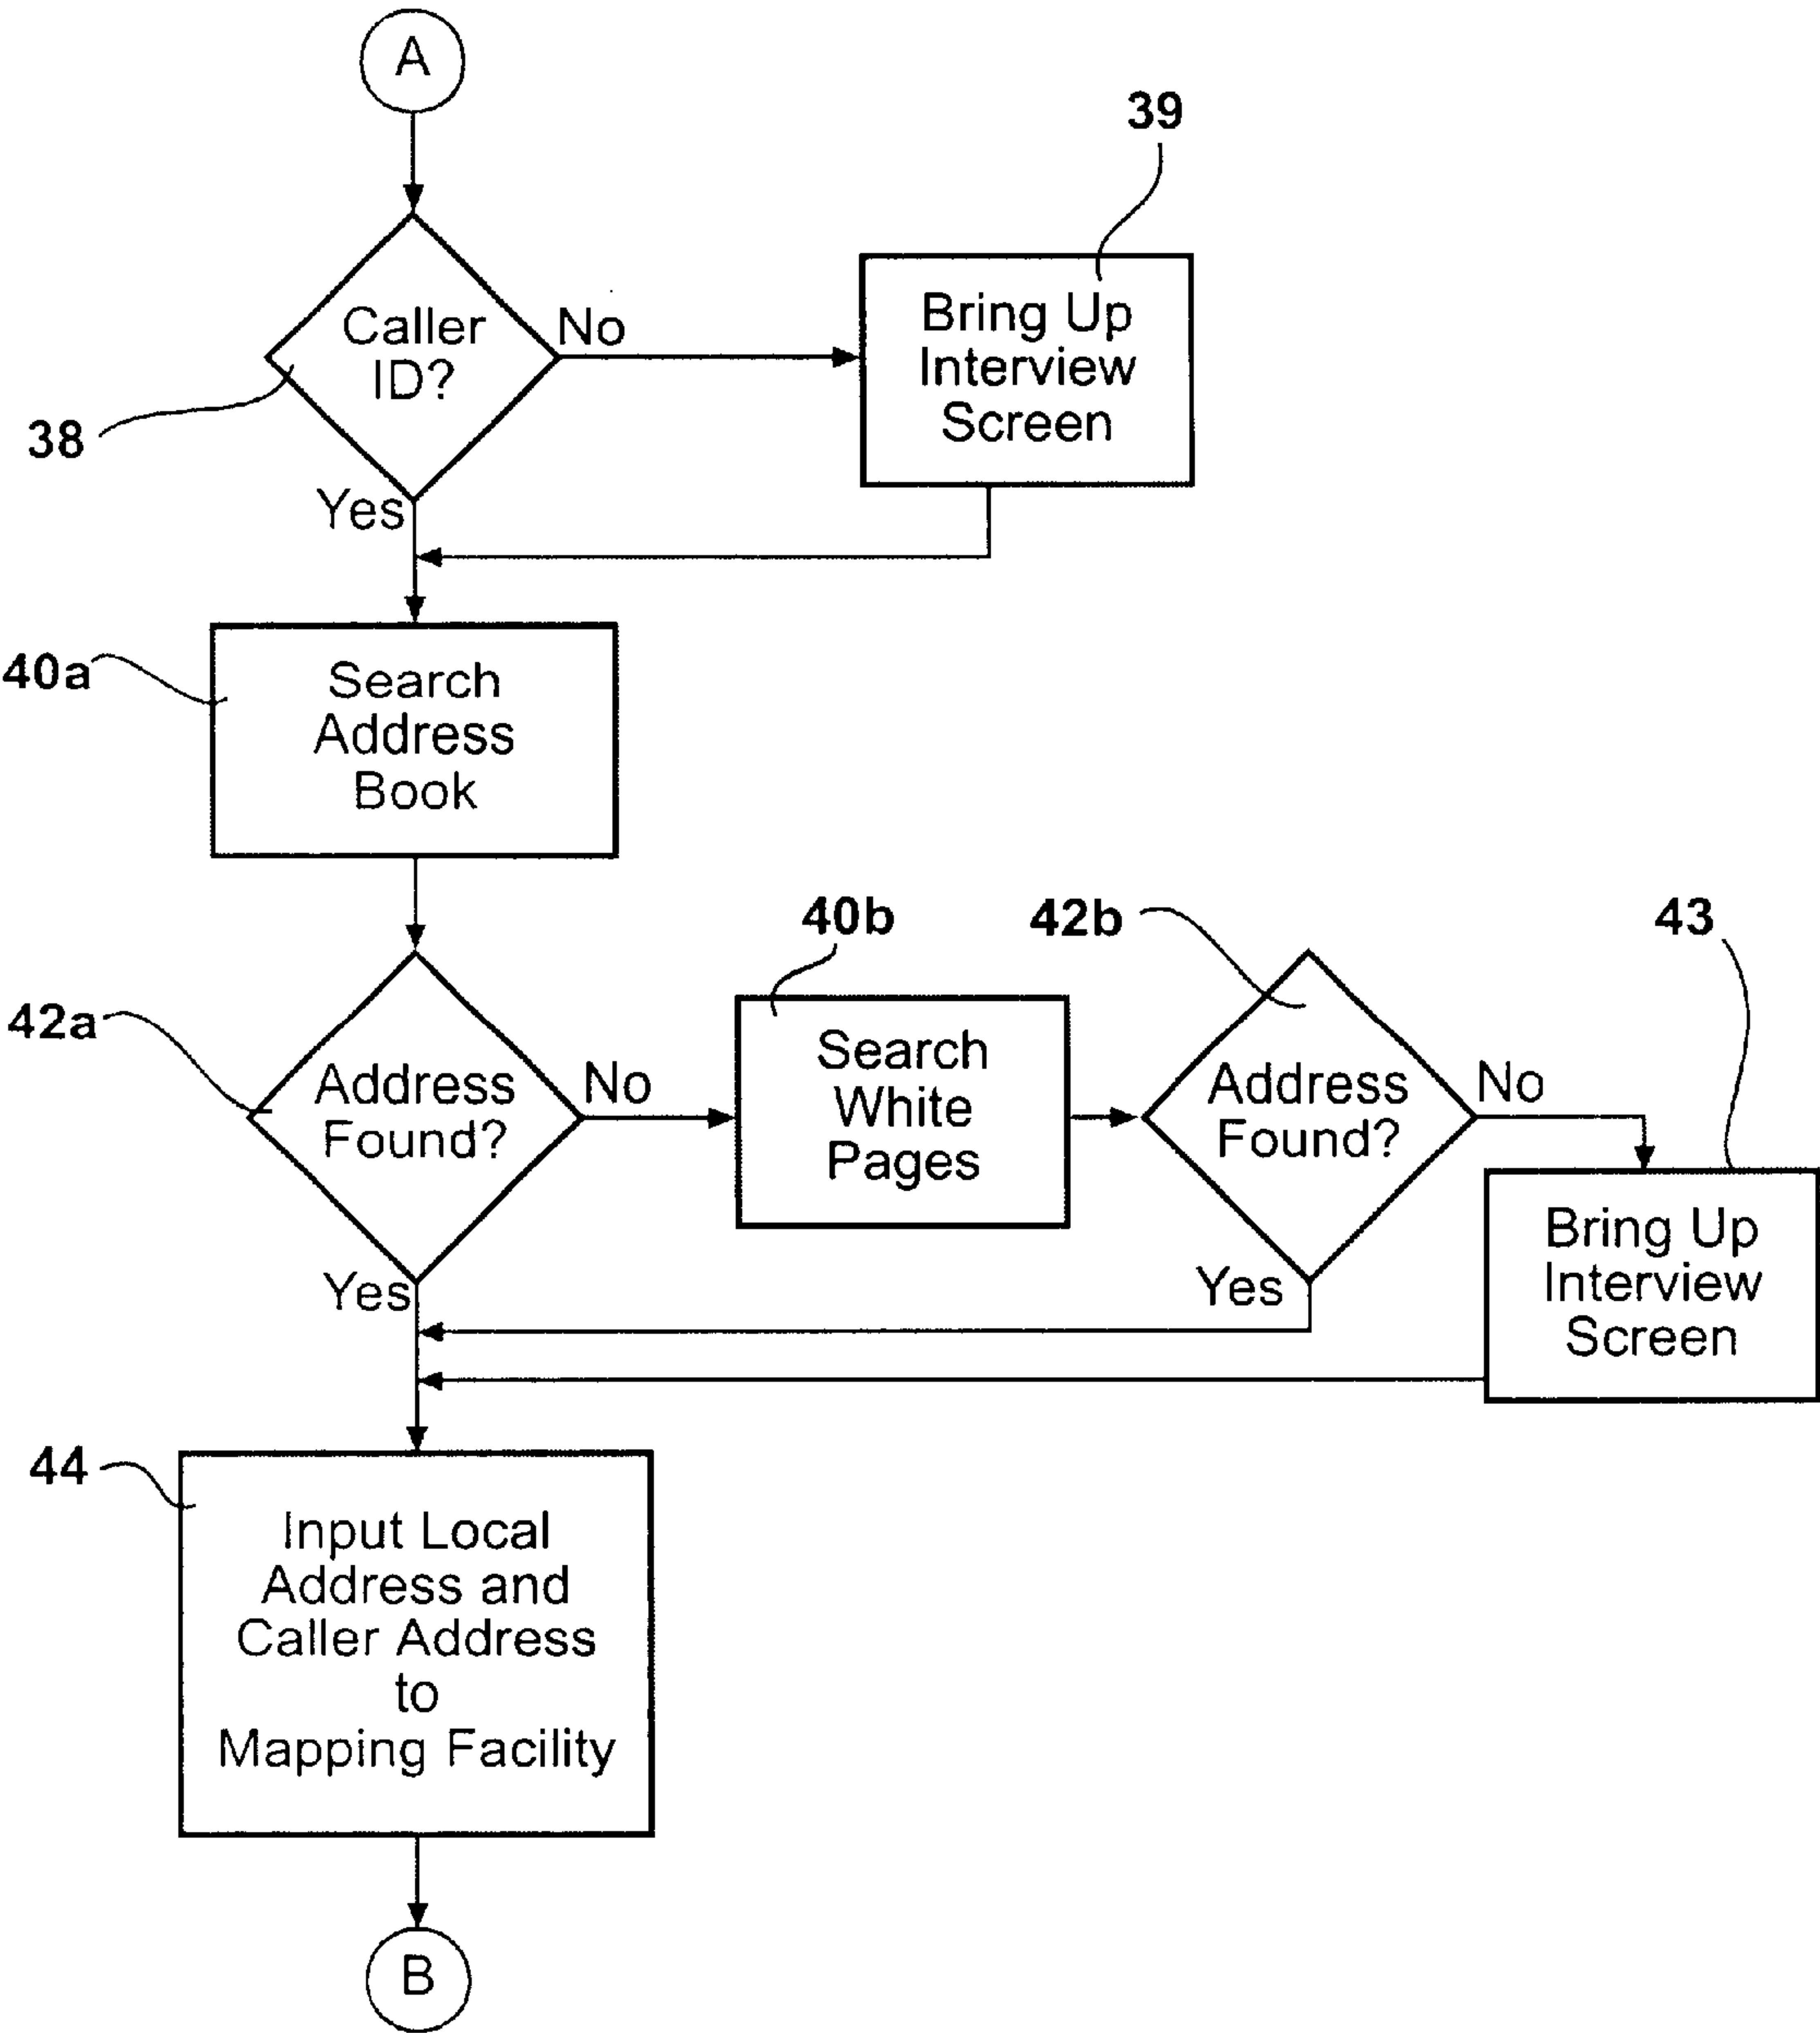 A
39
Caller
ID?
No
Bring Up
Interview
Screen
38
Yes
40a
Search
Address
Book
40b
42b
43
42a
Address
Found?
No
Search
White
Pages
Address
Found?
No
Yes
Yes
Bring Up
Interview
Screen
44
Input Local
Address and
Caller Address
to
Mapping Facility
B